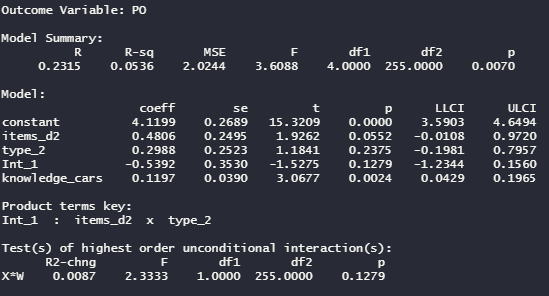 Outcome Variable: PO
Model Summary:
R R-sq MSE F df1 df2 p
0.2315 0.0536 2.0244 3.6088 4.0000 255.0000 0.0070
Model:
coeff se t p LLCI ULCI
constant 4.1199 0.2689 15.3209 0.0000 3.5903 4.6494
items_d2 0.4806 0.2495 1.9262 0.0552 -0.0108 0.9720
type_2 0.2988 0.2523 1.1841 0.2375 -0.1981 0.7957
Int_1 -0.5392 0.3530 -1.5275 0.1279 -1.2344 0.1560
knowledge_cars 0.1197 0.0390 3.0677 0.0024 0.0429 0.1965
Product terms key:
Int_1 : items_d2 x type_2
Test(s) of highest order unconditional interaction(s):
R2-chng F df1 df2 p
X*W 0.0087 2.3333 1.0000 255.0000 0.1279